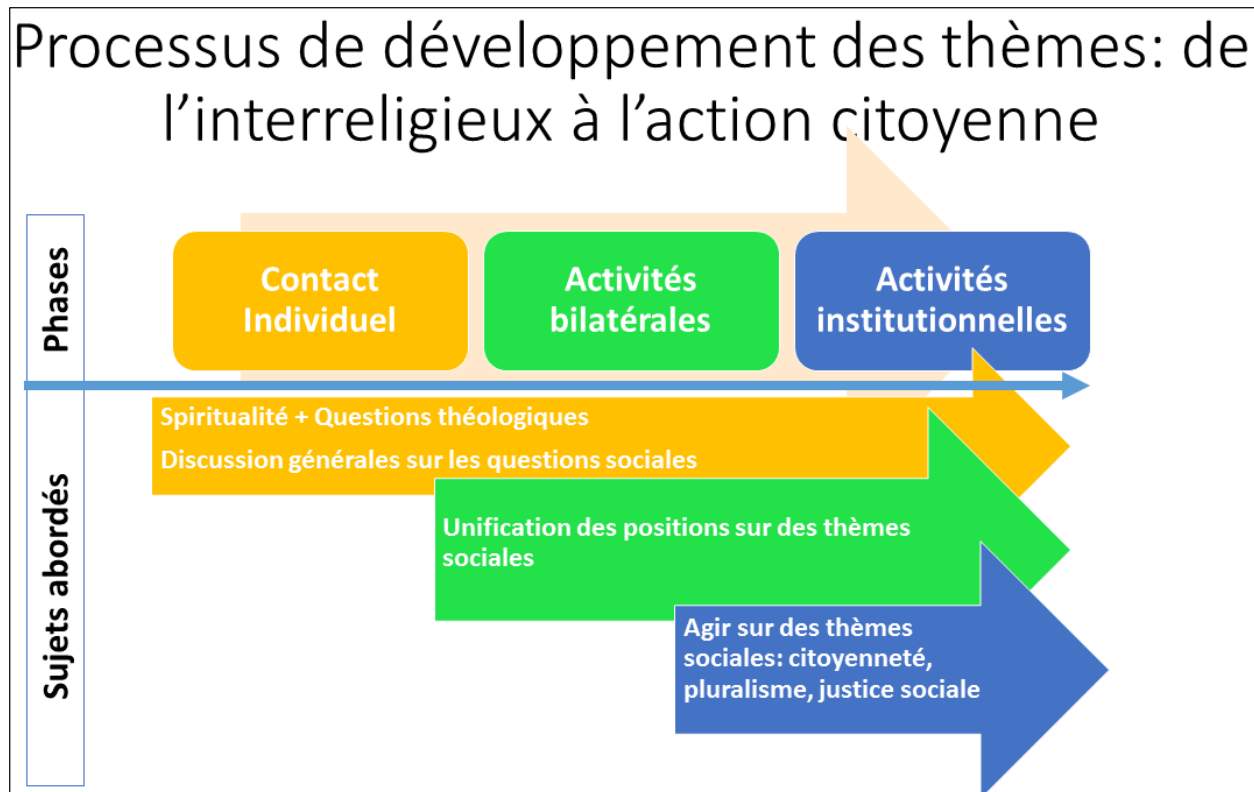 Processus de développement des thèmes: de
l’interreligieux à l’action citoyenne
Phases
Contact
Individuel
Activités
bilatérales
Activités
institutionnelles
Sujets abordés
Spiritualité + Questions théologiques
Discussion générales sur les questions sociales
Unification des positions sur des thèmes
sociales
Agir sur des thèmes
sociales: citoyenneté,
pluralisme, justice sociale